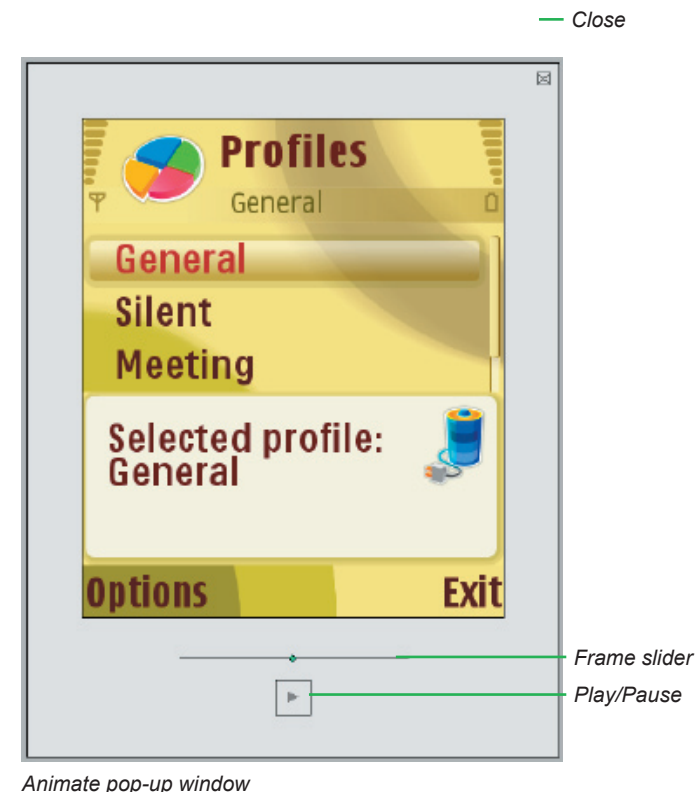 Close
Profiles
General
General
Silent
Meeting
Selected profile:
General
Options
Exit
Frame slider
Play/Pause
Animate pop-up window